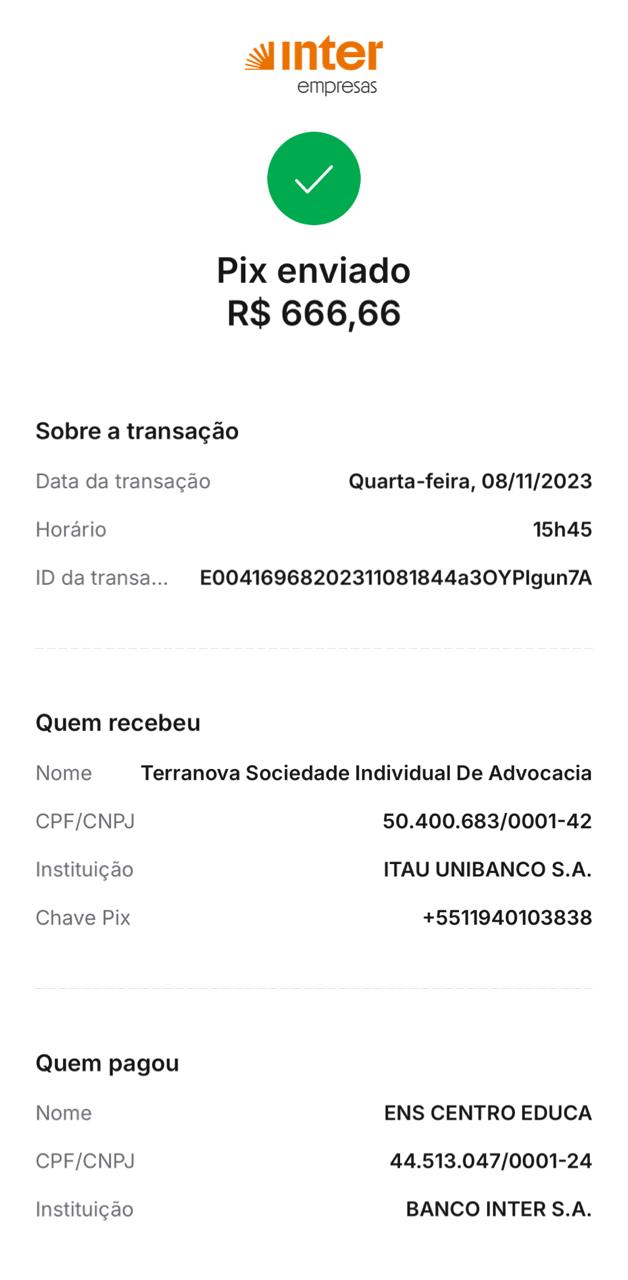 inter
empresas
Pix enviado
R$ 666,66
Sobre a transação
Data da transação Quarta-feira, 08/11/2023
Horário 15h45
ID da transa... E00416968202311081844a3OYPIgun7A
Quem recebeu
Nome Terranova Sociedade Individual De Advocacia
CPF/CNPJ 50.400.683/0001-42
Instituição ITAU UNIBANCO S.A.
Chave Pix +5511940103838
Quem pagou
Nome ENS CENTRO EDUCA
CPF/CNPJ 44.513.047/0001-24
Instituição BANCO INTER S.A.